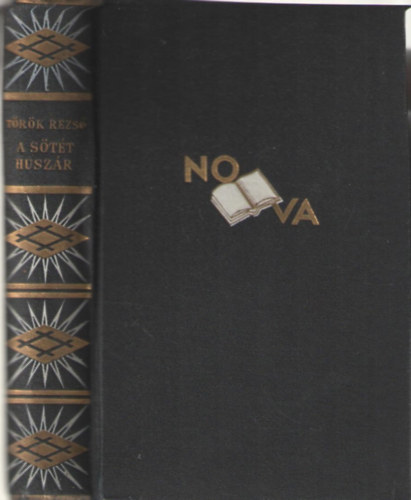 TÖRÖK REZSŐ
A SÖTÉT
HUSZÁR
NO
VA